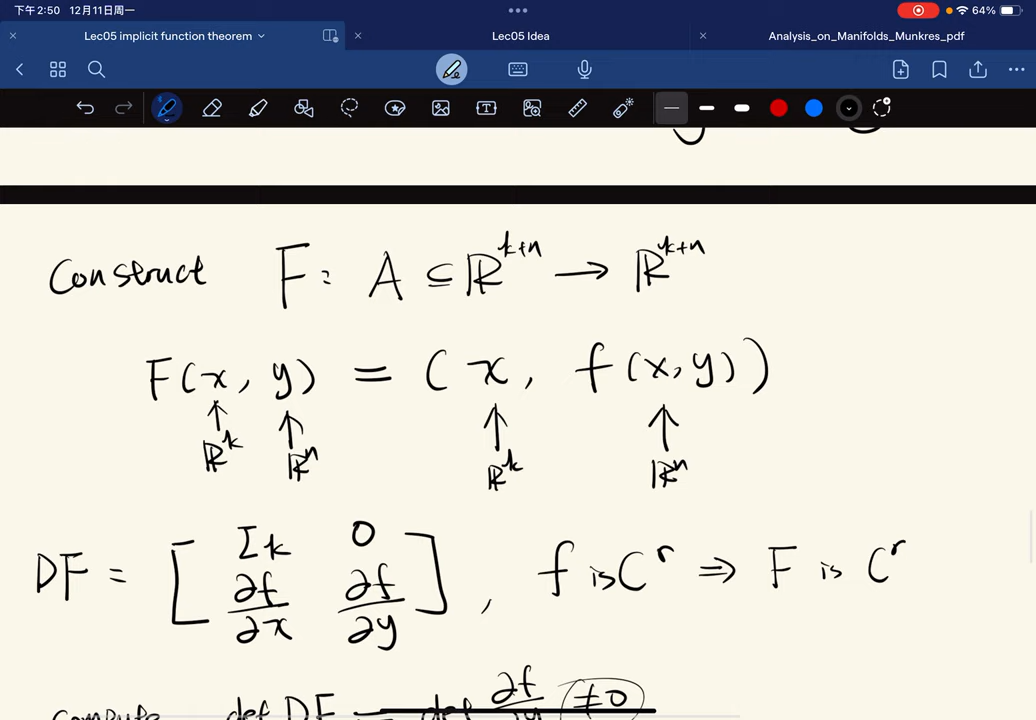 下午2:50 12月11日周一
64%
Lec05 implicit function theorem
Lec05 Idea
Analysis_on_Manifolds_Munkres_pdf
Construct F: A ⊆ ℝ^{k+n} → ℝ^{k+n}
F(x, y) = (x, f(x,y))
↑ ↑ ↑ ↑
ℝ^k ℝ^n ℝ^k ℝ^n
DF = [ I_k 0 ; ∂f/∂x ∂f/∂y ], f is C^r ⇒ F is C^r
compute det DF = det ∂f/∂y ≠0